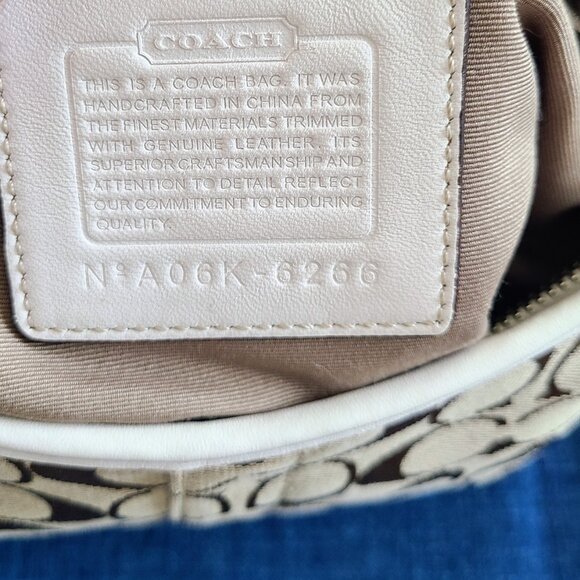 COACH
THIS IS A COACH BAG. IT WAS
HANDCRAFTED IN CHINA FROM
THE FINEST MATERIALS TRIMMED
WITH GENUINE LEATHER. ITS
SUPERIOR CRAFTSMANSHIP AND
ATTENTION TO DETAIL REFLECT
OUR COMMITMENT TO ENDURING
QUALITY.
Nº A06K-6266